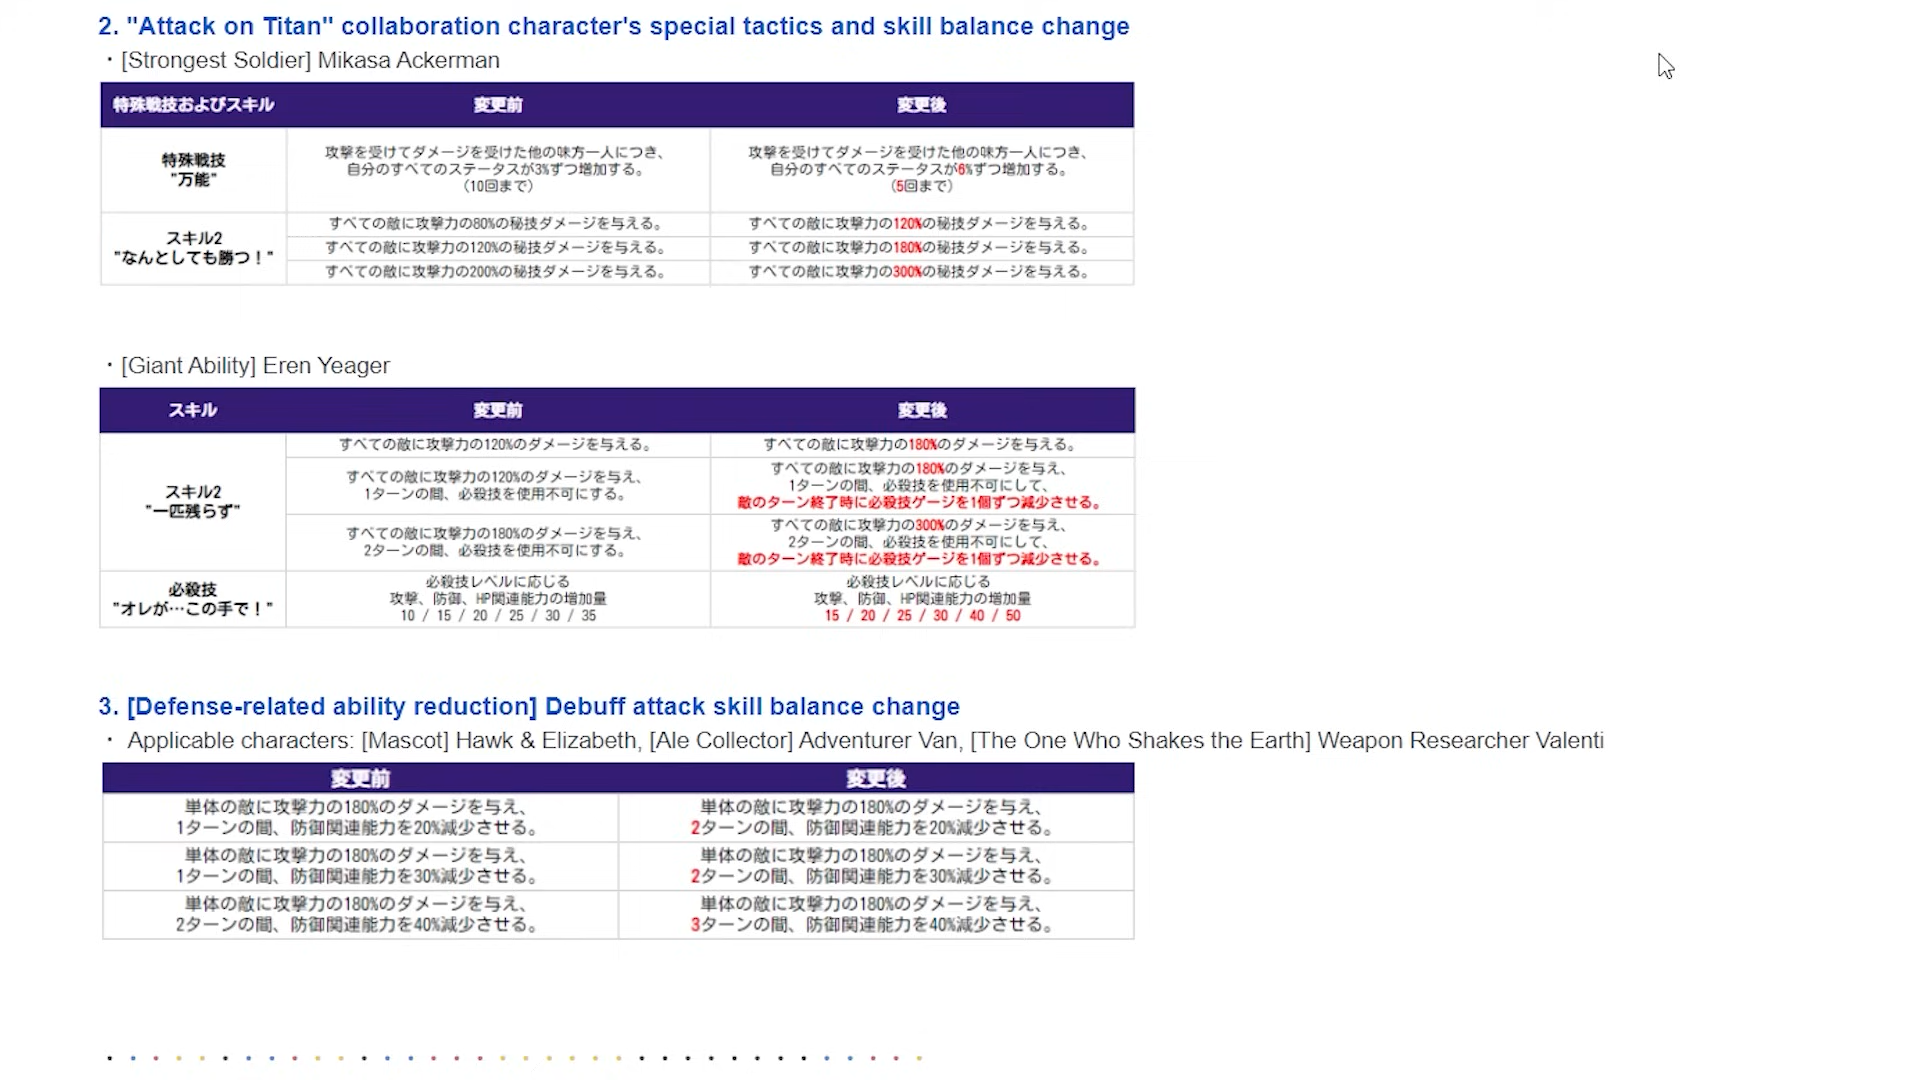 2. "Attack on Titan" collaboration character's special tactics and skill balance change
・[Strongest Soldier] Mikasa Ackerman
特殊戦技およびスキル 変更前 変更後
特殊戦技
"万能"
攻撃を受けてダメージを受けた他の味方一人につき、
自分のすべてのステータスが3%ずつ増加する。
（10回まで）
攻撃を受けてダメージを受けた他の味方一人につき、
自分のすべてのステータスが6%ずつ増加する。
（5回まで）
スキル2
"なんとしても勝つ！"
すべての敵に攻撃力の80%の秘技ダメージを与える。
すべての敵に攻撃力の120%の秘技ダメージを与える。
すべての敵に攻撃力の120%の秘技ダメージを与える。
すべての敵に攻撃力の180%の秘技ダメージを与える。
すべての敵に攻撃力の200%の秘技ダメージを与える。
すべての敵に攻撃力の300%の秘技ダメージを与える。
・[Giant Ability] Eren Yeager
スキル 変更前 変更後
スキル2
"一匹残らず"
すべての敵に攻撃力の120%のダメージを与える。
すべての敵に攻撃力の180%のダメージを与える。
すべての敵に攻撃力の120%のダメージを与え、
1ターンの間、必殺技を使用不可にする。
すべての敵に攻撃力の180%のダメージを与え、
1ターンの間、必殺技を使用不可にして、
敵のターン終了時に必殺技ゲージを1個ずつ減少させる。
すべての敵に攻撃力の180%のダメージを与え、
2ターンの間、必殺技を使用不可にする。
すべての敵に攻撃力の300%のダメージを与え、
2ターンの間、必殺技を使用不可にして、
敵のターン終了時に必殺技ゲージを1個ずつ減少させる。
必殺技
"オレが…この手で！"
必殺技レベルに応じる
攻撃、防御、HP関連能力の増加量
10 / 15 / 20 / 25 / 30 / 35
必殺技レベルに応じる
攻撃、防御、HP関連能力の増加量
15 / 20 / 25 / 30 / 40 / 50
3. [Defense-related ability reduction] Debuff attack skill balance change
・ Applicable characters: [Mascot] Hawk & Elizabeth, [Ale Collector] Adventurer Van, [The One Who Shakes the Earth] Weapon Researcher Valenti
変更前 変更後
単体の敵に攻撃力の180%のダメージを与え、
1ターンの間、防御関連能力を20%減少させる。
単体の敵に攻撃力の180%のダメージを与え、
2ターンの間、防御関連能力を20%減少させる。
単体の敵に攻撃力の180%のダメージを与え、
1ターンの間、防御関連能力を30%減少させる。
単体の敵に攻撃力の180%のダメージを与え、
2ターンの間、防御関連能力を30%減少させる。
単体の敵に攻撃力の180%のダメージを与え、
2ターンの間、防御関連能力を40%減少させる。
単体の敵に攻撃力の180%のダメージを与え、
3ターンの間、防御関連能力を40%減少させる。